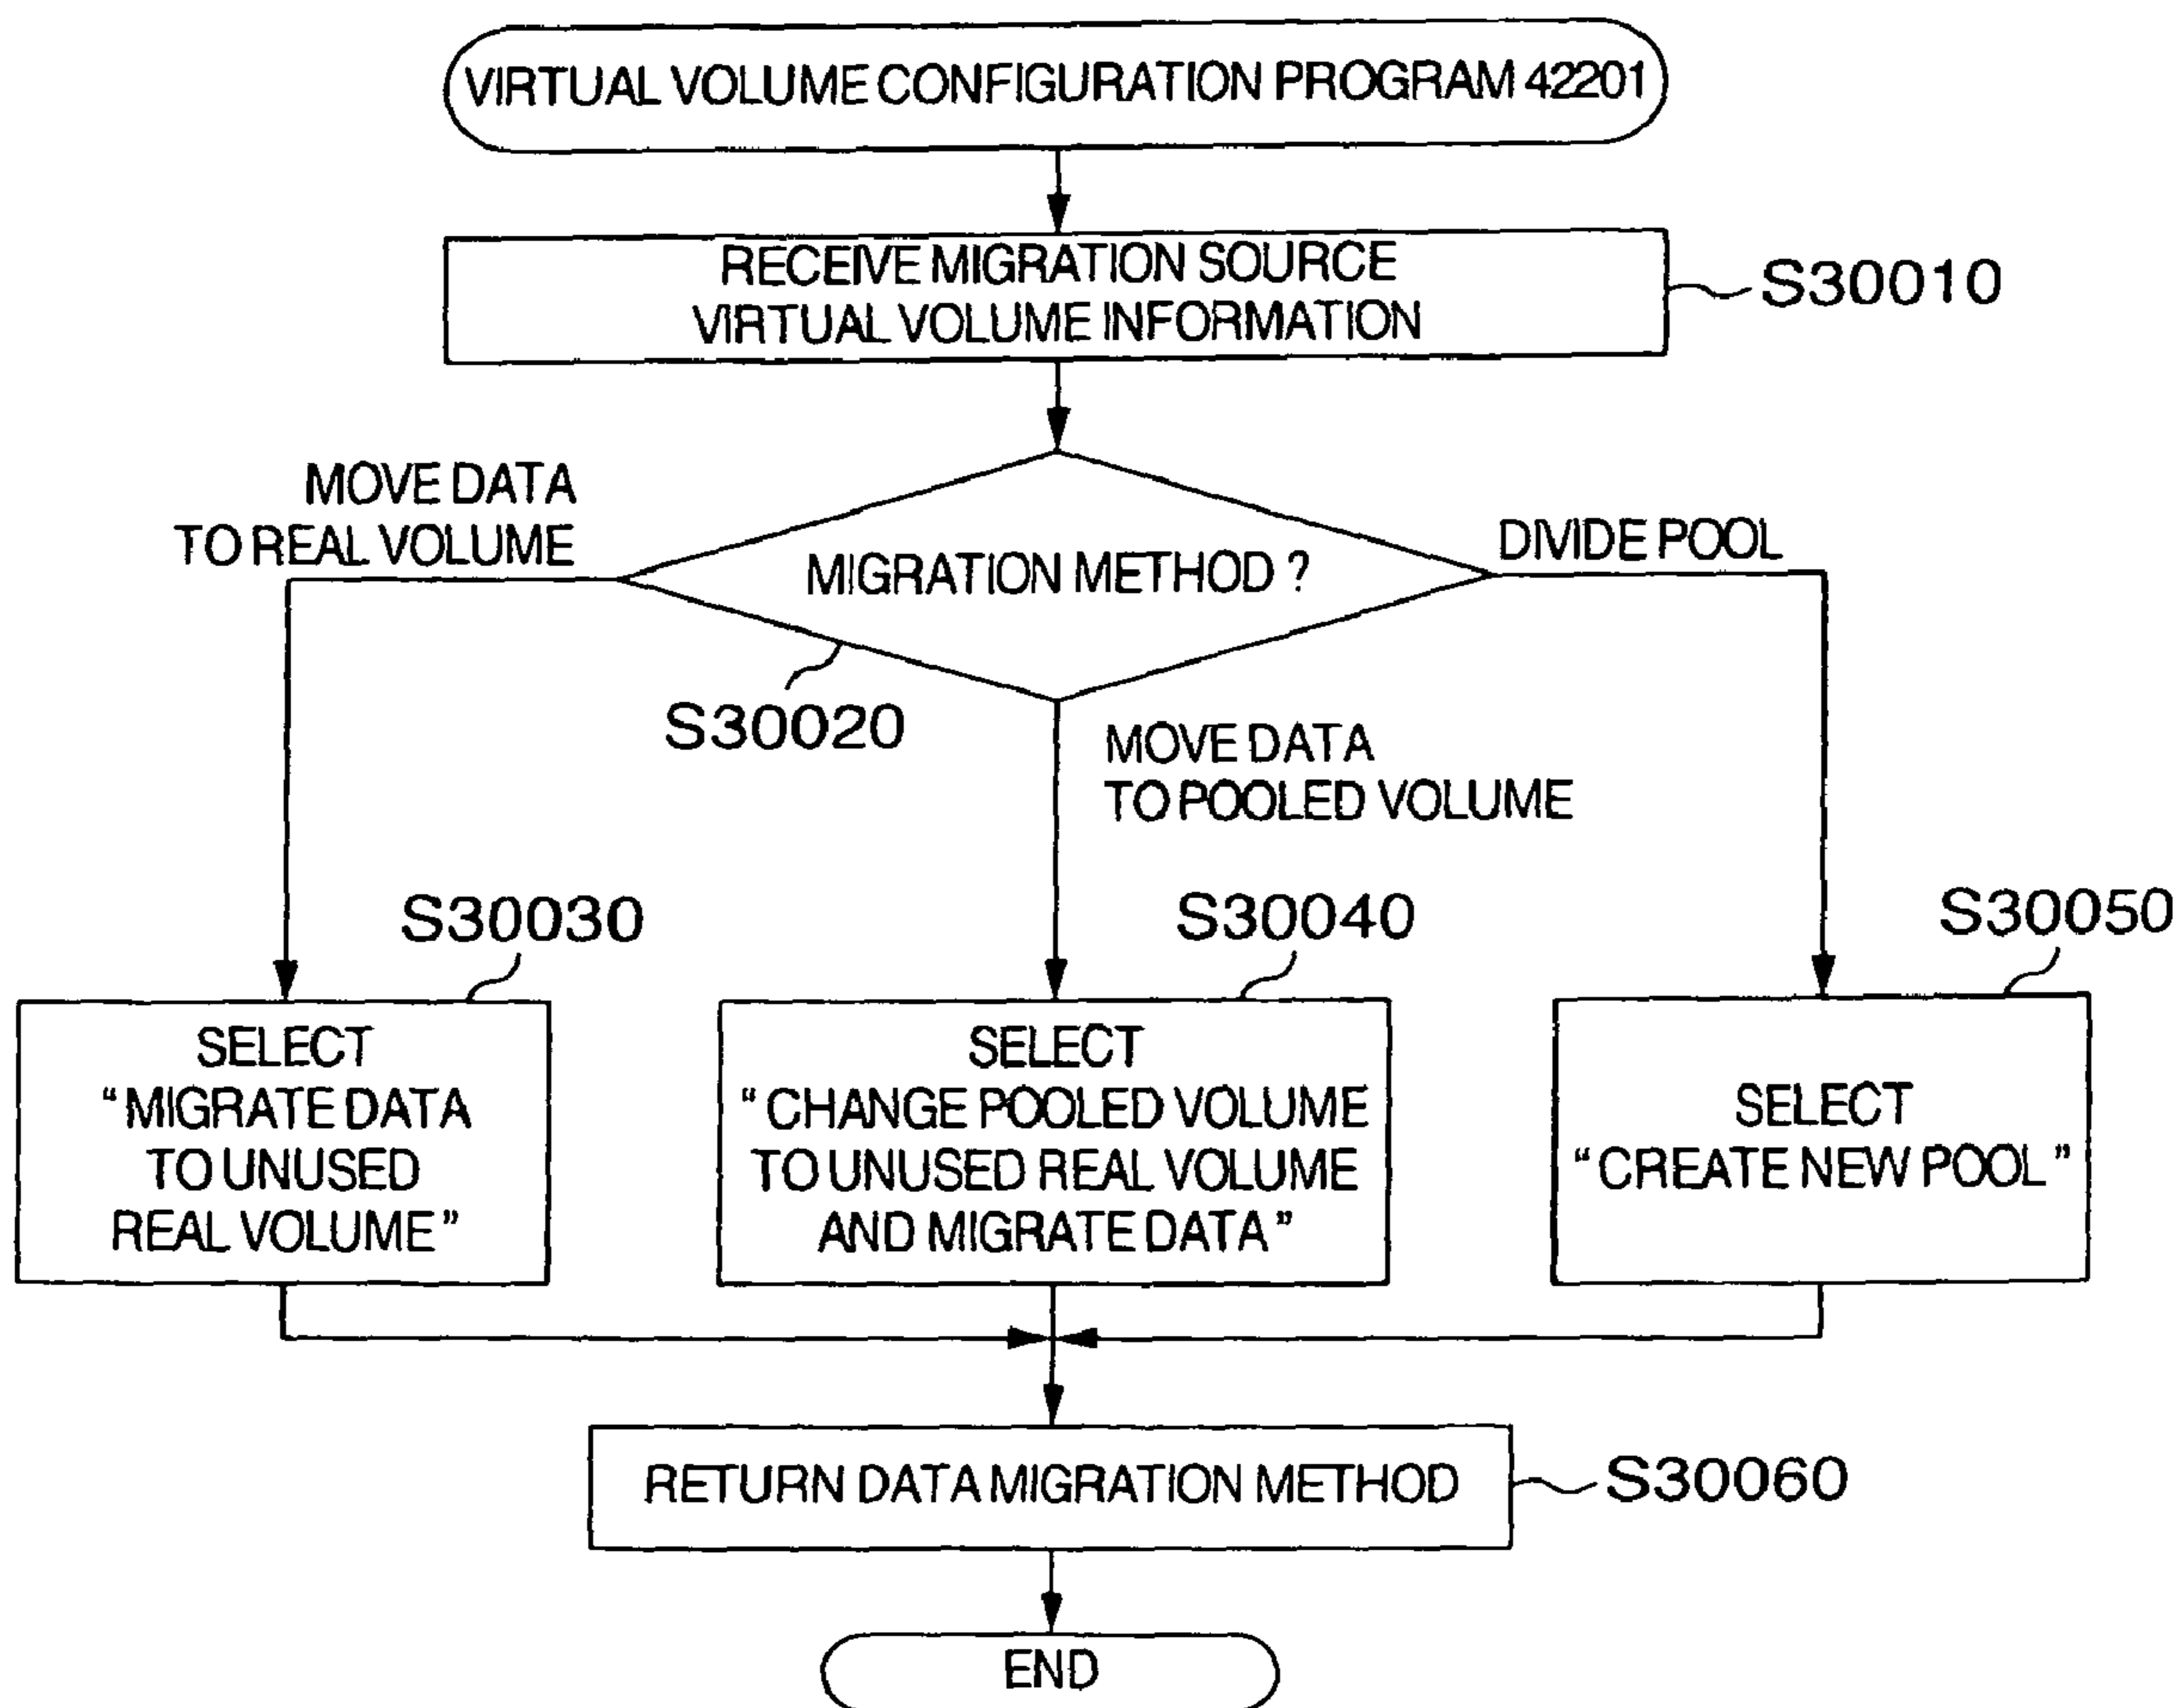 VIRTUAL VOLUME CONFIGURATION PROGRAM 42201
RECEIVE MIGRATION SOURCE
VIRTUAL VOLUME INFORMATION
S30010
MOVE DATA
TO REAL VOLUME
MIGRATION METHOD ?
DIVIDE POOL
S30020
MOVE DATA
TO POOLED VOLUME
S30030
S30040
S30050
SELECT
"MIGRATE DATA
TO UNUSED
REAL VOLUME"
SELECT
"CHANGE POOLED VOLUME
TO UNUSED REAL VOLUME
AND MIGRATE DATA"
SELECT
"CREATE NEW POOL"
RETURN DATA MIGRATION METHOD
S30060
END